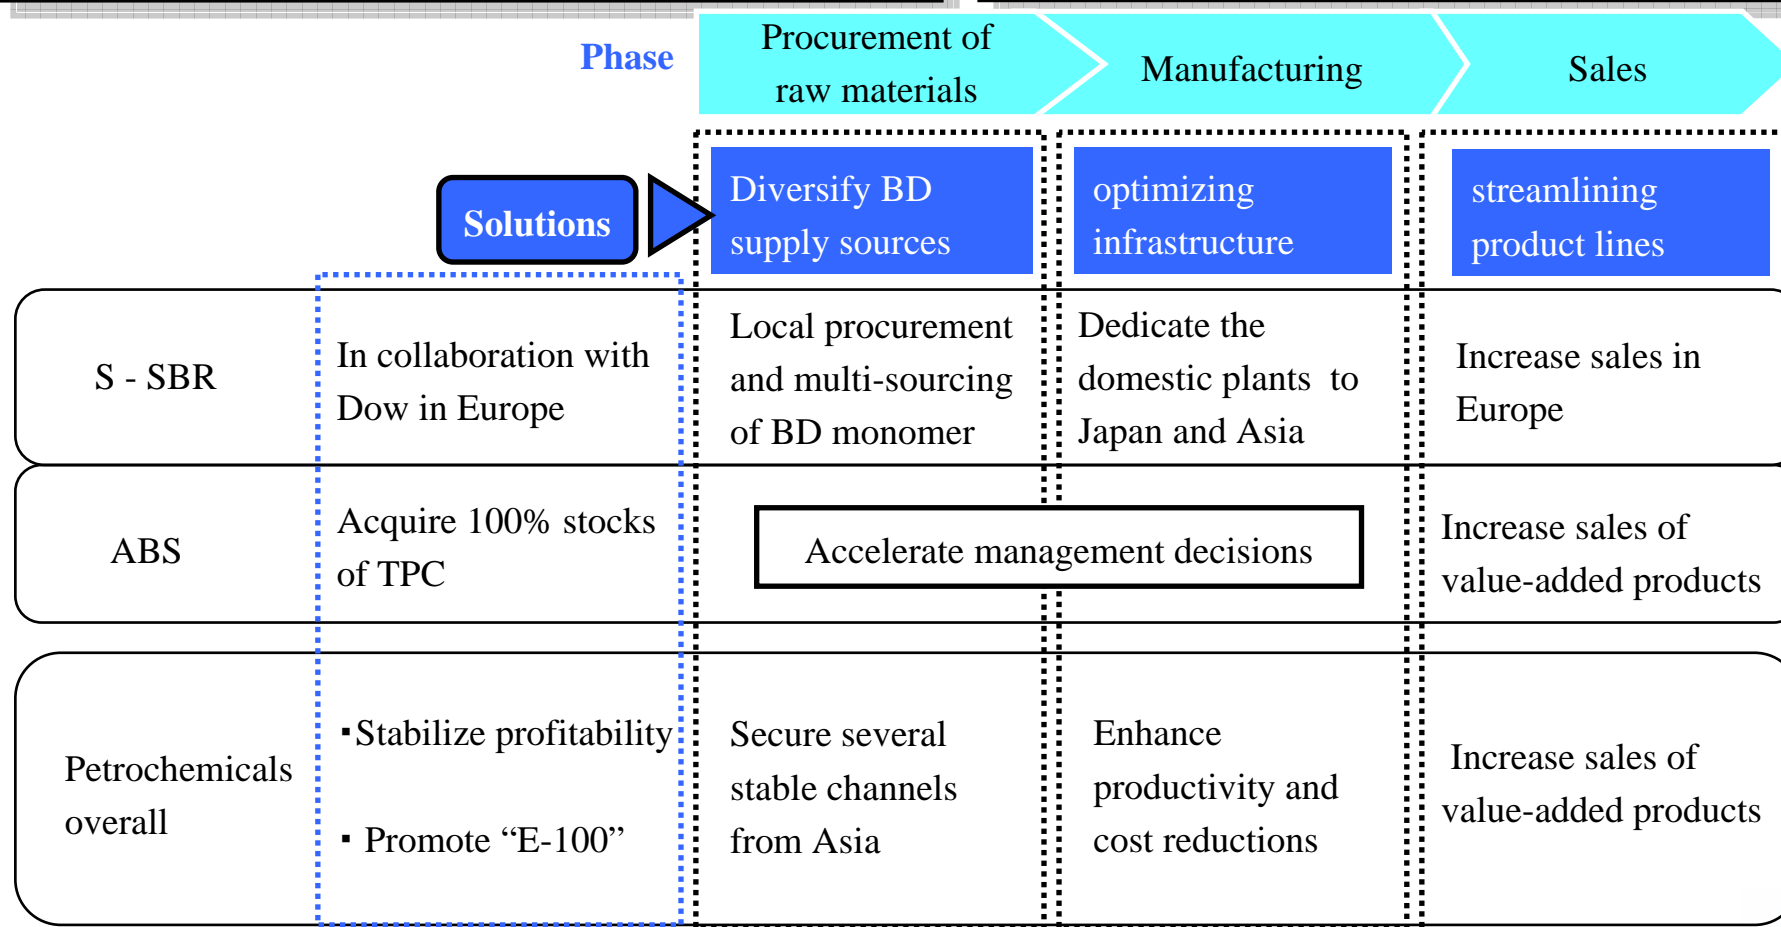 Phase
Procurement of
raw materials
Manufacturing
Sales
Solutions
Diversify BD
supply sources
optimizing
infrastructure
streamlining
product lines
S - SBR
In collaboration with
Dow in Europe
Local procurement
and multi-sourcing
of BD monomer
Dedicate the
domestic plants to
Japan and Asia
Increase sales in
Europe
ABS
Acquire 100% stocks
of TPC
Accelerate management decisions
Increase sales of
value-added products
Petrochemicals
overall
▪Stabilize profitability
▪ Promote “E-100”
Secure several
stable channels
from Asia
Enhance
productivity and
cost reductions
Increase sales of
value-added products